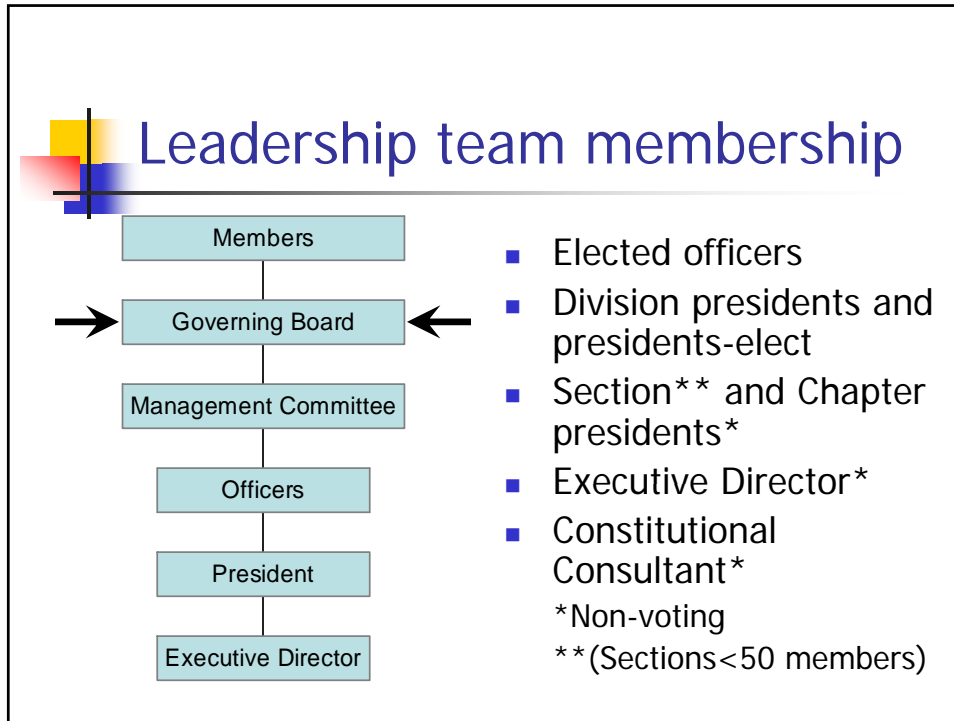 Leadership team membership
Members
Governing Board
Management Committee
Officers
President
Executive Director
Elected officers
Division presidents and
presidents-elect
Section** and Chapter
presidents*
Executive Director*
Constitutional
Consultant*
*Non-voting
**(Sections<50 members)